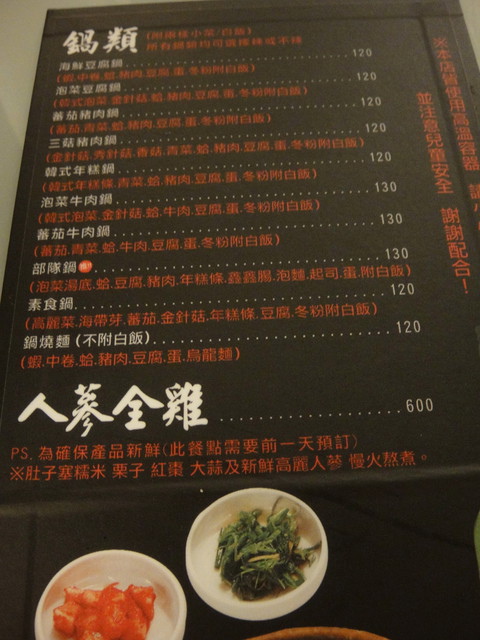 鍋類 (附兩樣小菜/白飯)
所有鍋類均可選擇辣或不辣
海鮮豆腐鍋 120
(蝦.中卷.蛤.豬肉.豆腐.蛋.冬粉附白飯)
泡菜豆腐鍋 120
(韓式泡菜.金針菇.蛤.豬肉.豆腐.蛋.冬粉附白飯)
蕃茄豬肉鍋 120
(蕃茄.青菜.蛤.豬肉.豆腐.蛋.冬粉附白飯)
三菇豬肉鍋 120
(金針菇.秀針菇.香菇.青菜.蛤.豬肉.豆腐.蛋.冬粉附白飯)
韓式年糕鍋 120
(韓式年糕條.青菜.蛤.豬肉.豆腐.蛋.冬粉附白飯)
泡菜牛肉鍋 130
(韓式泡菜.金針菇.蛤.牛肉.豆腐.蛋.冬粉附白飯)
蕃茄牛肉鍋 130
(蕃茄.青菜.蛤.牛肉.豆腐.蛋.冬粉附白飯)
部隊鍋 130
(泡菜湯底.蛤.豆腐.豬肉.年糕條.鑫鑫腸.泡麵.起司.蛋.附白飯)
素食鍋 120
(高麗菜.海帶芽.蕃茄.金針菇.年糕條.豆腐.冬粉附白飯)
鍋燒麵 (不附白飯) 120
(蝦.中卷.蛤.豬肉.豆腐.蛋.烏龍麵)
人蔘全雞 600
PS. 為確保產品新鮮(此餐點需要前一天預訂)
※肚子塞糯米 栗子 紅棗 大蒜及新鮮高麗人蔘 慢火熬煮。
米本店皆使用高溫容器 請小
並注意兒童安全 謝謝配合!